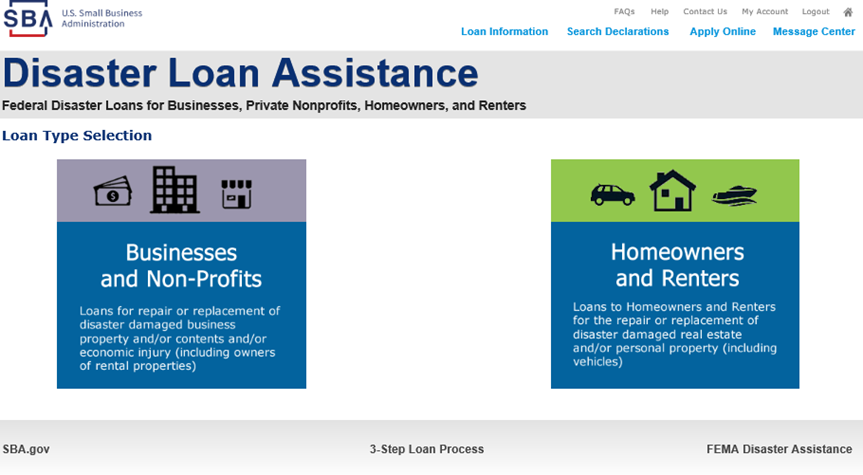 SBA
U.S. Small Business
Administration
FAQs Help Contact Us My Account Logout
Loan Information Search Declarations Apply Online Message Center
Disaster Loan Assistance
Federal Disaster Loans for Businesses, Private Nonprofits, Homeowners, and Renters
Loan Type Selection
$
Businesses
and Non-Profits
Loans for repair or replacement of
disaster damaged business
property and/or contents and/or
economic injury (including owners
of rental properties)
Homeowners
and Renters
Loans to Homeowners and Renters
for the repair or replacement of
disaster damaged real estate
and/or personal property (including
vehicles)
SBA.gov 3-Step Loan Process FEMA Disaster Assistance